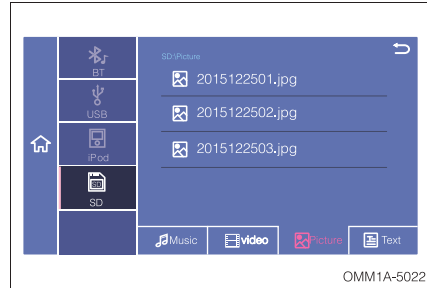 BT
USB
iPod
SD
SD
SD:\Picture
2015122501.jpg
2015122502.jpg
2015122503.jpg
Music
video
Picture
Text
OMM1A-5022